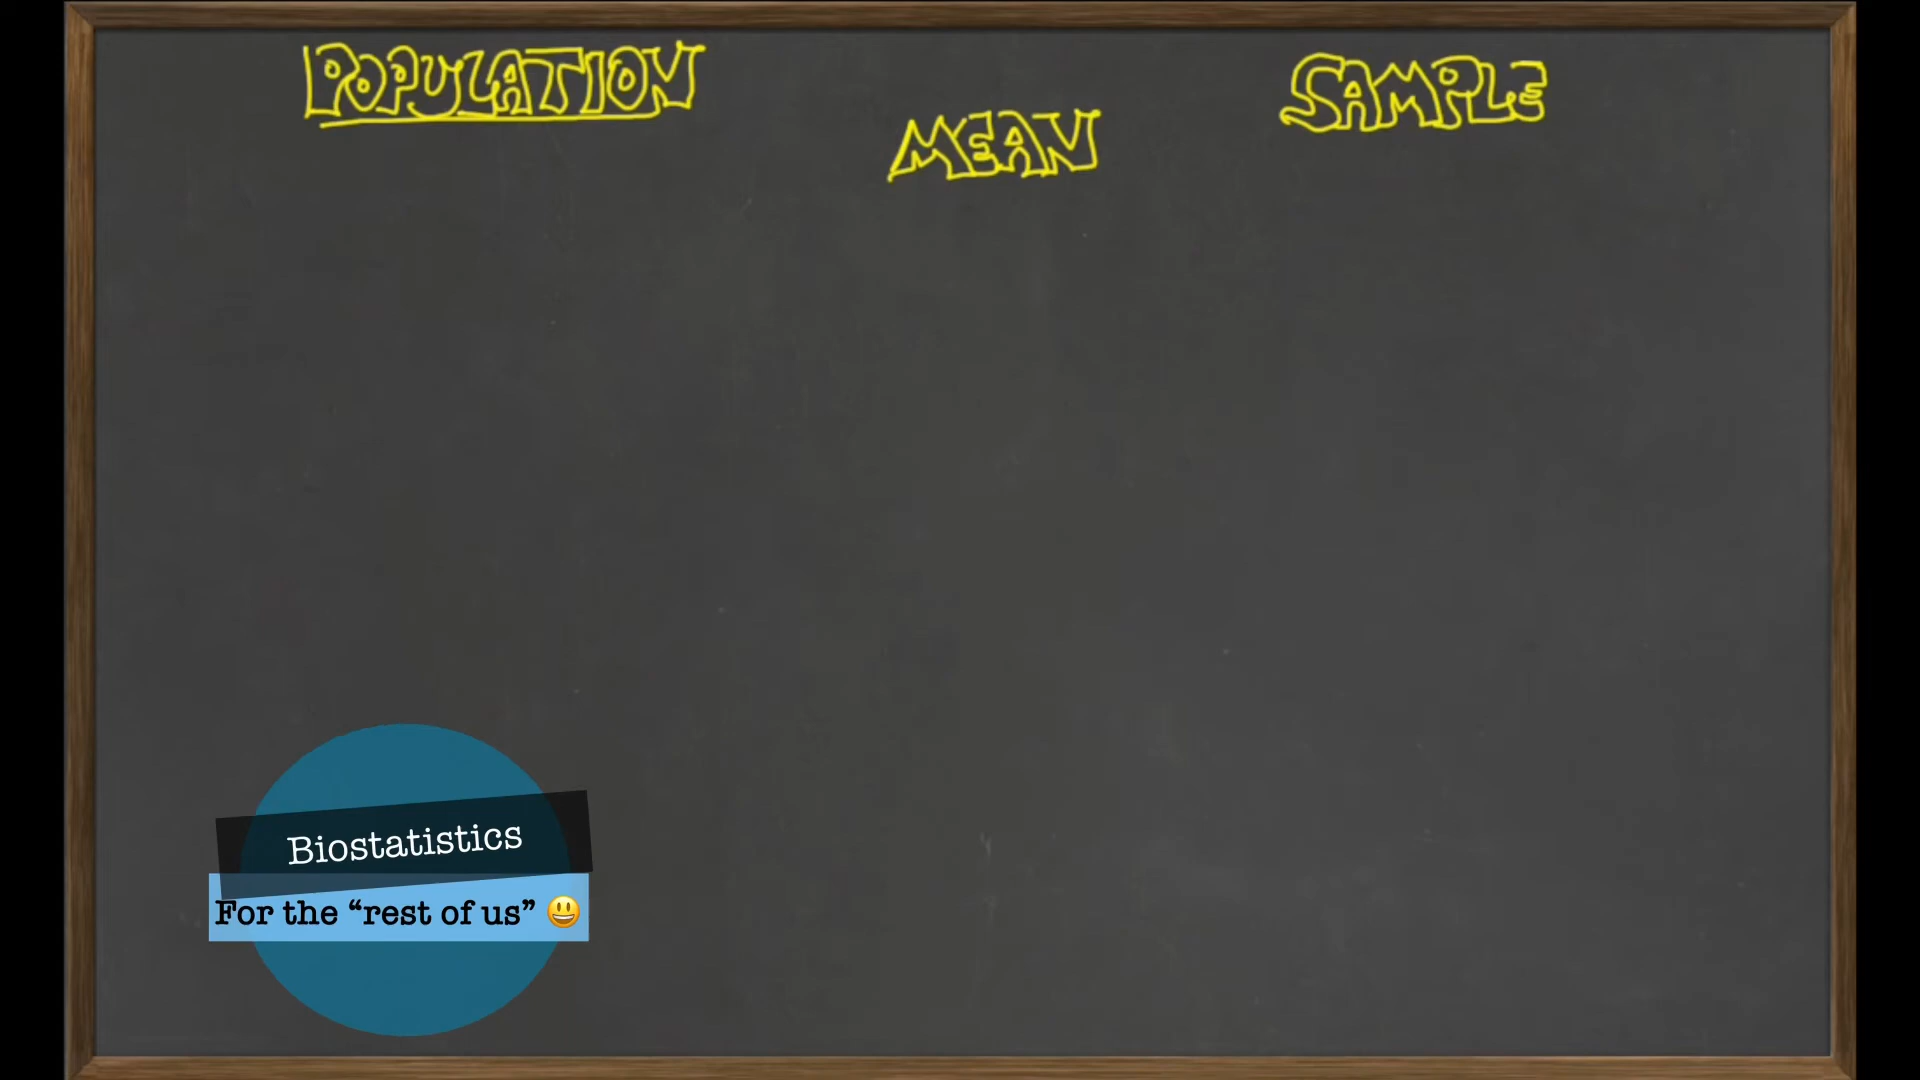 POPULATION
MEAN
SAMPLE
Biostatistics
For the “rest of us” 😃